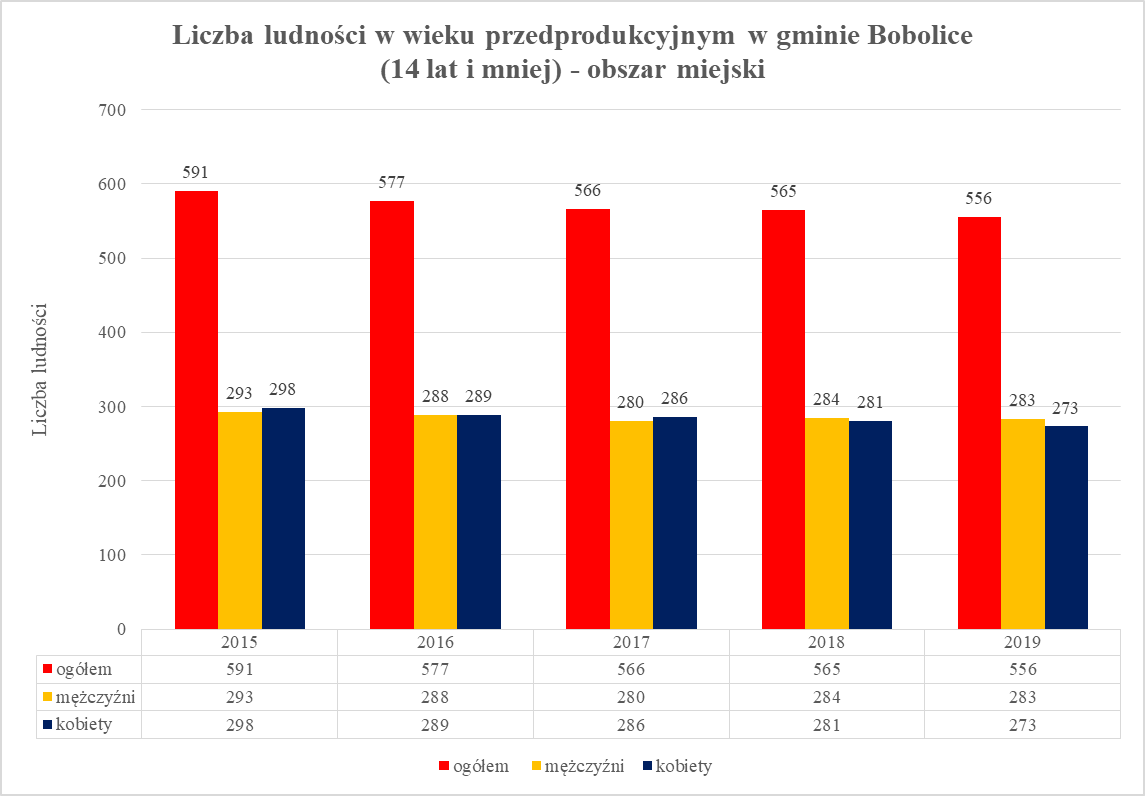 Liczba ludności w wieku przedprodukcyjnym w gminie Bobolice
(14 lat i mniej) - obszar miejski
Liczba ludności
700
600
500
400
300
200
100
0
591
293
298
577
288
289
566
280
286
565
284
281
556
283
273
2015 2016 2017 2018 2019
ogółem 591 577 566 565 556
mężczyźni 293 288 280 284 283
kobiety 298 289 286 281 273
ogółem mężczyźni kobiety